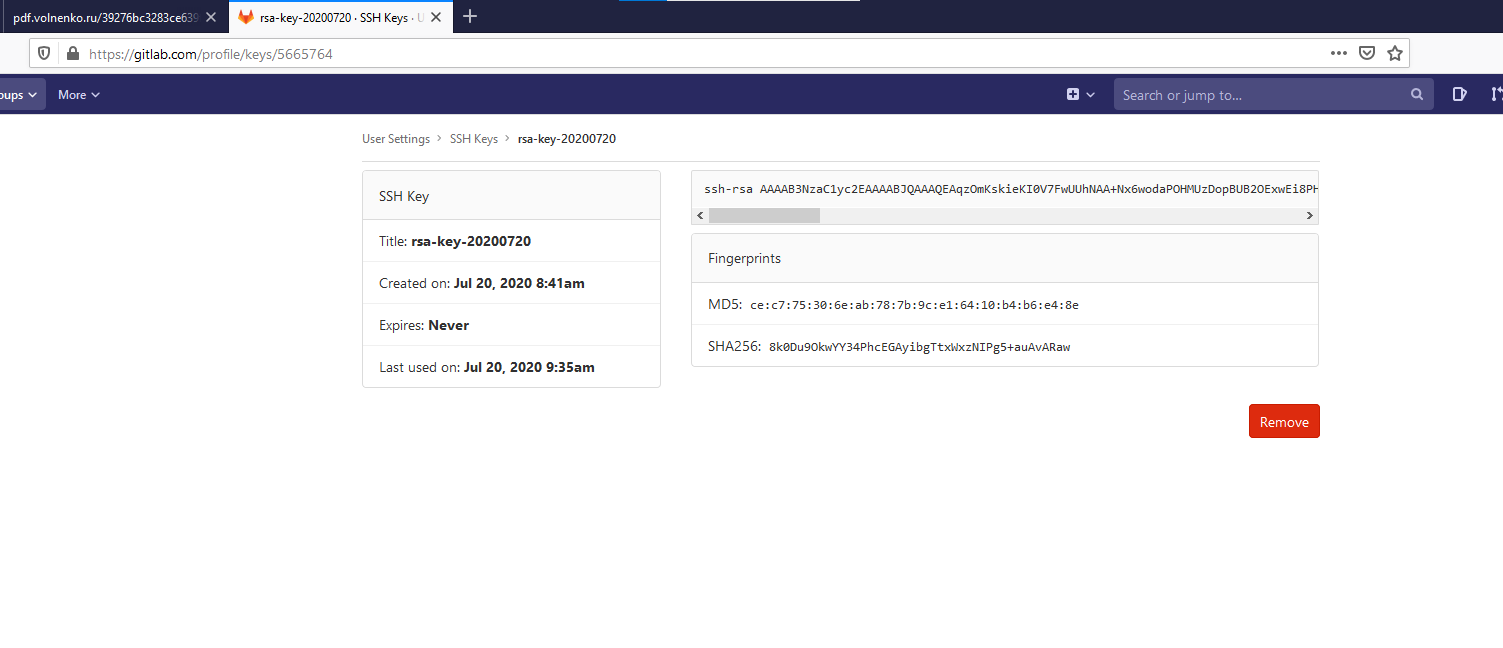 pdf.volnenko.ru/39276bc3283ce639
rsa-key-20200720 · SSH Keys · U
https://gitlab.com/profile/keys/5665764
oups
More
Search or jump to...
User Settings > SSH Keys > rsa-key-20200720
SSH Key
Title: rsa-key-20200720
Created on: Jul 20, 2020 8:41am
Expires: Never
Last used on: Jul 20, 2020 9:35am
ssh-rsa AAAAB3NzaC1yc2EAAAABJQAAAQEAqzOmKskieKI0V7FwUUhNAA+Nx6wodaPOHMUzDopBUB2OExwEi8PH
Fingerprints
MD5: ce:c7:75:30:6e:ab:78:7b:9c:e1:64:10:b4:b6:e4:8e
SHA256: 8k0Du9OkwYY34PhcEGAyibgTtxWxzNIPg5+auAvARaw
Remove